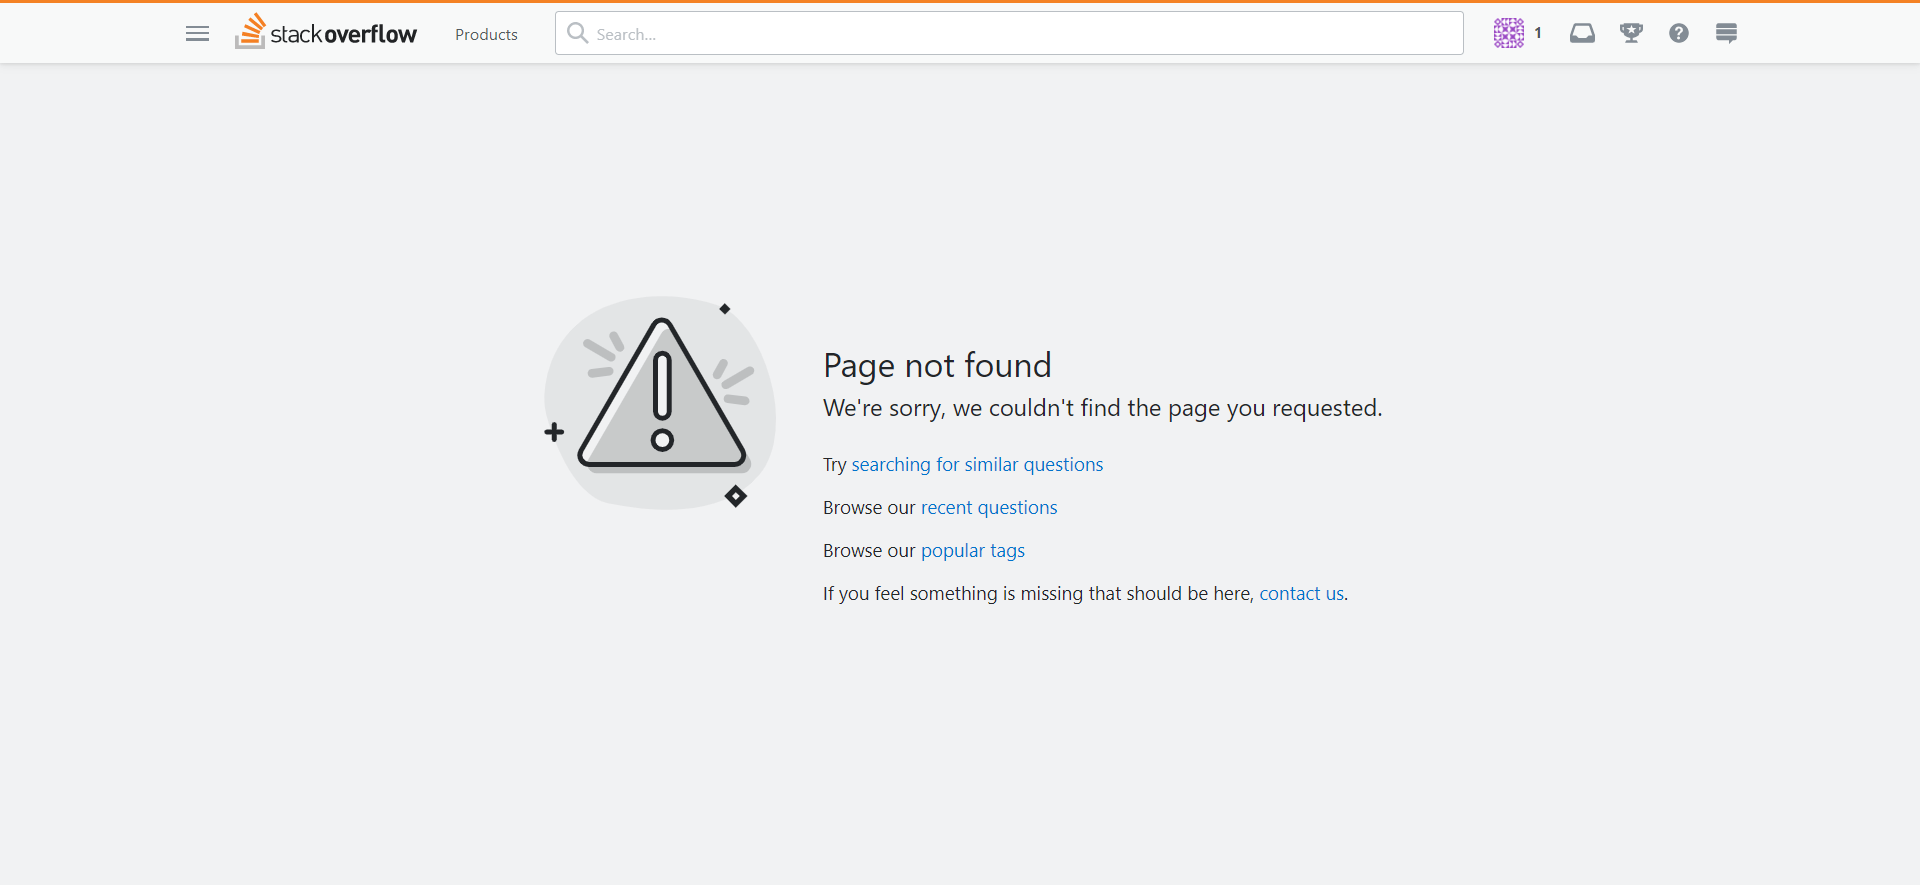 stackoverflow
Products
Search...
1
Page not found
We're sorry, we couldn't find the page you requested.
Try searching for similar questions
Browse our recent questions
Browse our popular tags
If you feel something is missing that should be here, contact us.